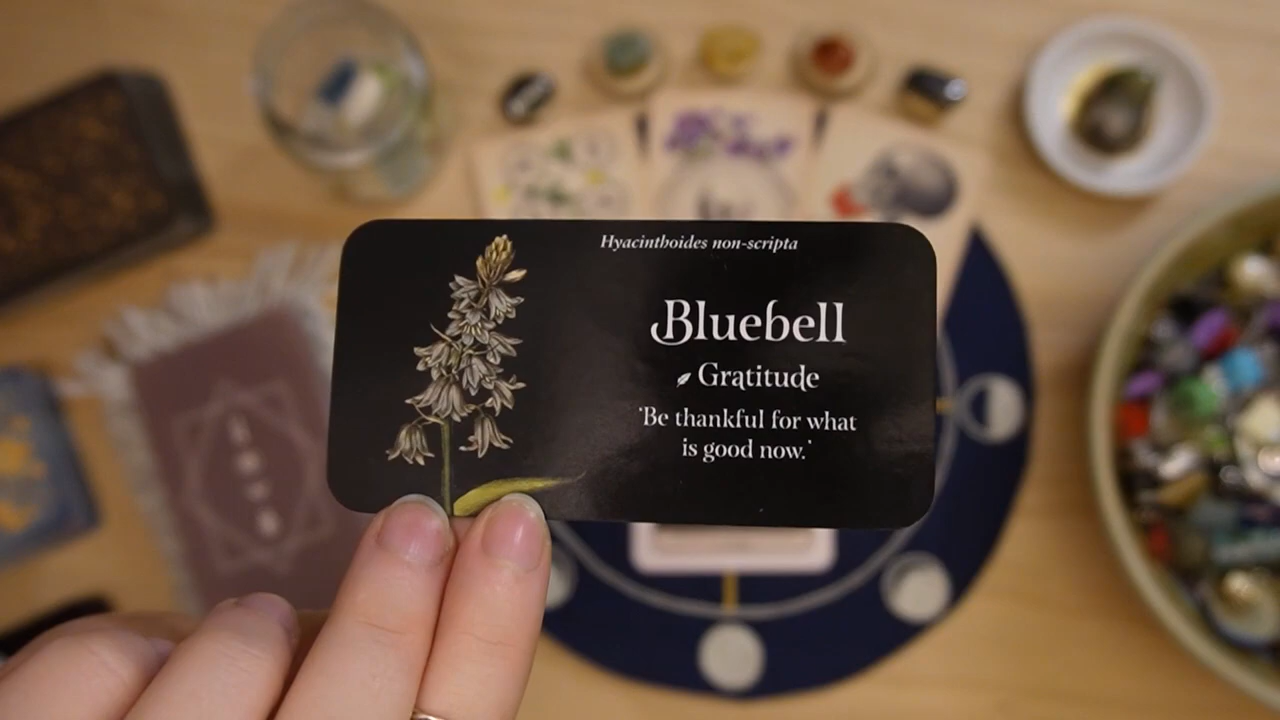 Hyacinthoides non-scripta
Bluebell
Gratitude
'Be thankful for what
is good now.'